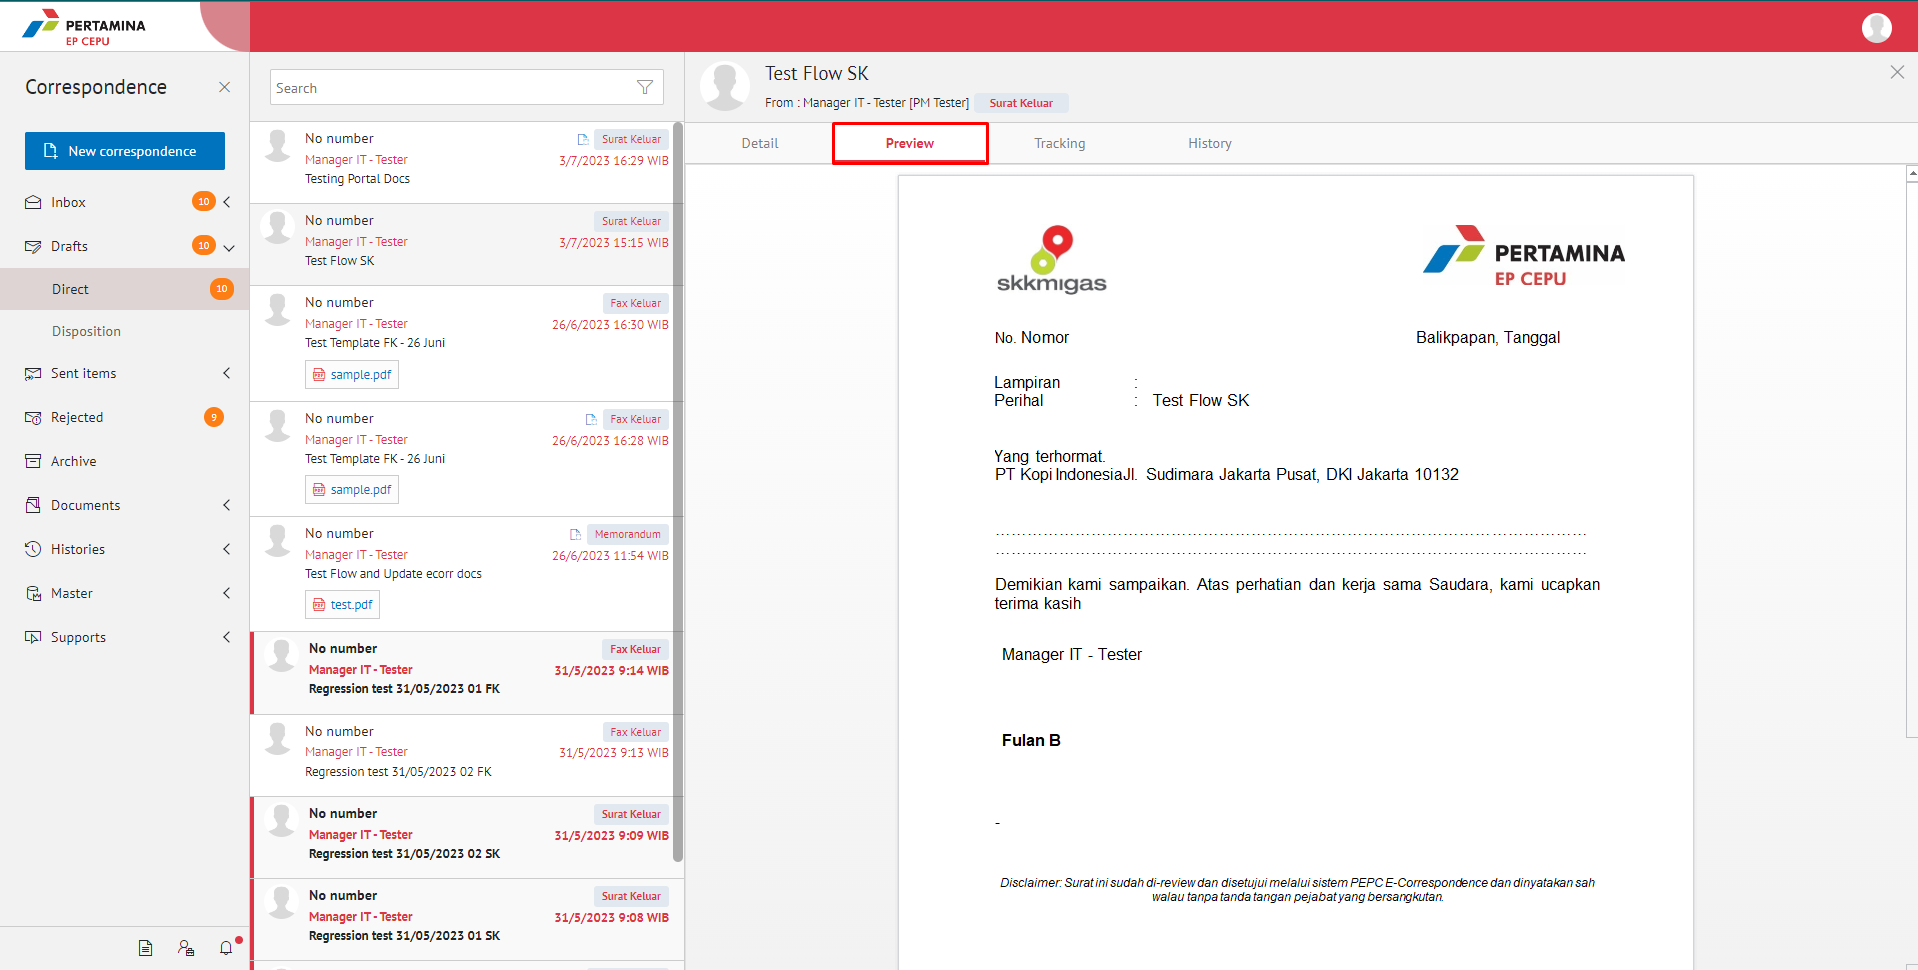 PERTAMINA
EP CEPU
Correspondence
New correspondence
Inbox 10
Drafts 10
Direct 10
Disposition
Sent items
Rejected 9
Archive
Documents
Histories
Master
Supports
Search
No number Surat Keluar
Manager IT - Tester 3/7/2023 16:29 WIB
Testing Portal Docs
No number Surat Keluar
Manager IT - Tester 3/7/2023 15:15 WIB
Test Flow SK
No number Fax Keluar
Manager IT - Tester 26/6/2023 16:30 WIB
Test Template FK - 26 Juni
sample.pdf
No number Fax Keluar
Manager IT - Tester 26/6/2023 16:28 WIB
Test Template FK - 26 Juni
sample.pdf
No number Memorandum
Manager IT - Tester 26/6/2023 11:54 WIB
Test Flow and Update ecorr docs
test.pdf
No number Fax Keluar
Manager IT - Tester 31/5/2023 9:14 WIB
Regression test 31/05/2023 01 FK
No number Fax Keluar
Manager IT - Tester 31/5/2023 9:13 WIB
Regression test 31/05/2023 02 FK
No number Surat Keluar
Manager IT - Tester 31/5/2023 9:09 WIB
Regression test 31/05/2023 02 SK
No number Surat Keluar
Manager IT - Tester 31/5/2023 9:08 WIB
Regression test 31/05/2023 01 SK
Test Flow SK
From : Manager IT - Tester [PM Tester] Surat Keluar
Detail Preview Tracking History
skkmigas
PERTAMINA
EP CEPU
No. Nomor Balikpapan, Tanggal
Lampiran :
Perihal : Test Flow SK
Yang terhormat.
PT Kopi IndonesiaJl. Sudimara Jakarta Pusat, DKI Jakarta 10132
……………………………………………………………………………………………
……………………………………………………………………………………………
Demikian kami sampaikan. Atas perhatian dan kerja sama Saudara, kami ucapkan
terima kasih
Manager IT - Tester
Fulan B
-
Disclaimer: Surat ini sudah di-review dan disetujui melalui sistem PEPC E-Correspondence dan dinyatakan sah
walau tanpa tanda tangan pejabat yang bersangkutan.